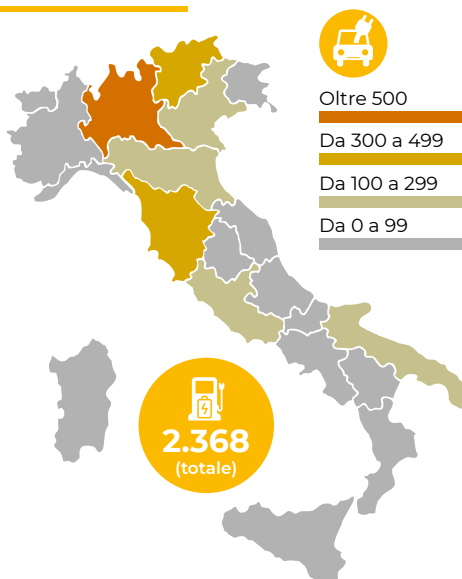 Oltre 500
Da 300 a 499
Da 100 a 299
Da 0 a 99
2.368
(totale)